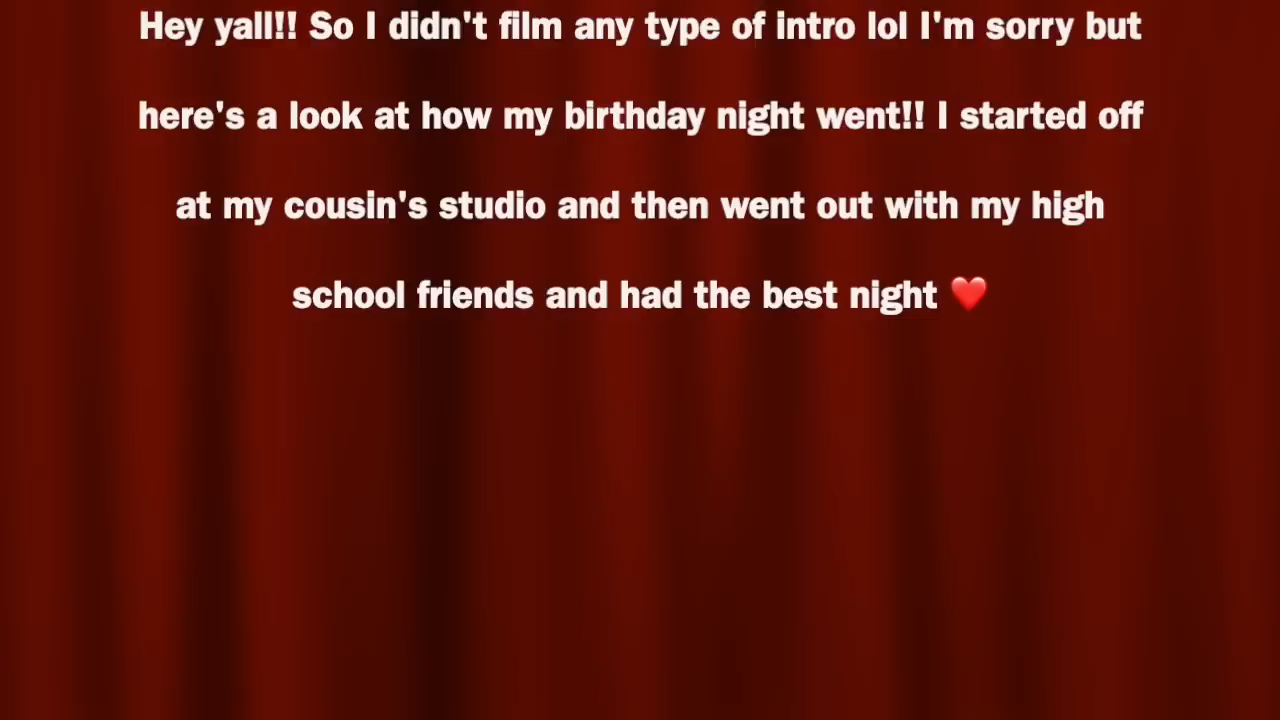 Hey yall!! So I didn't film any type of intro lol I'm sorry but
here's a look at how my birthday night went!! I started off
at my cousin's studio and then went out with my high
school friends and had the best night ❤️